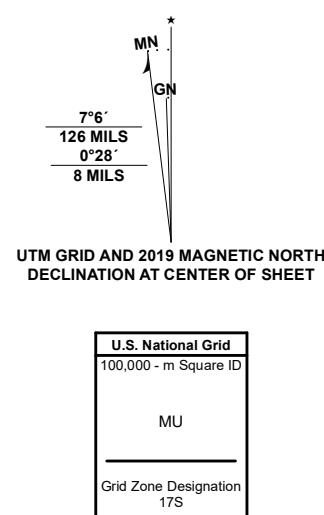 ★
MN
GN
7°6´
126 MILS
0°28´
8 MILS
UTM GRID AND 2019 MAGNETIC NORTH
DECLINATION AT CENTER OF SHEET
U.S. National Grid
100,000 - m Square ID
MU
Grid Zone Designation
17S